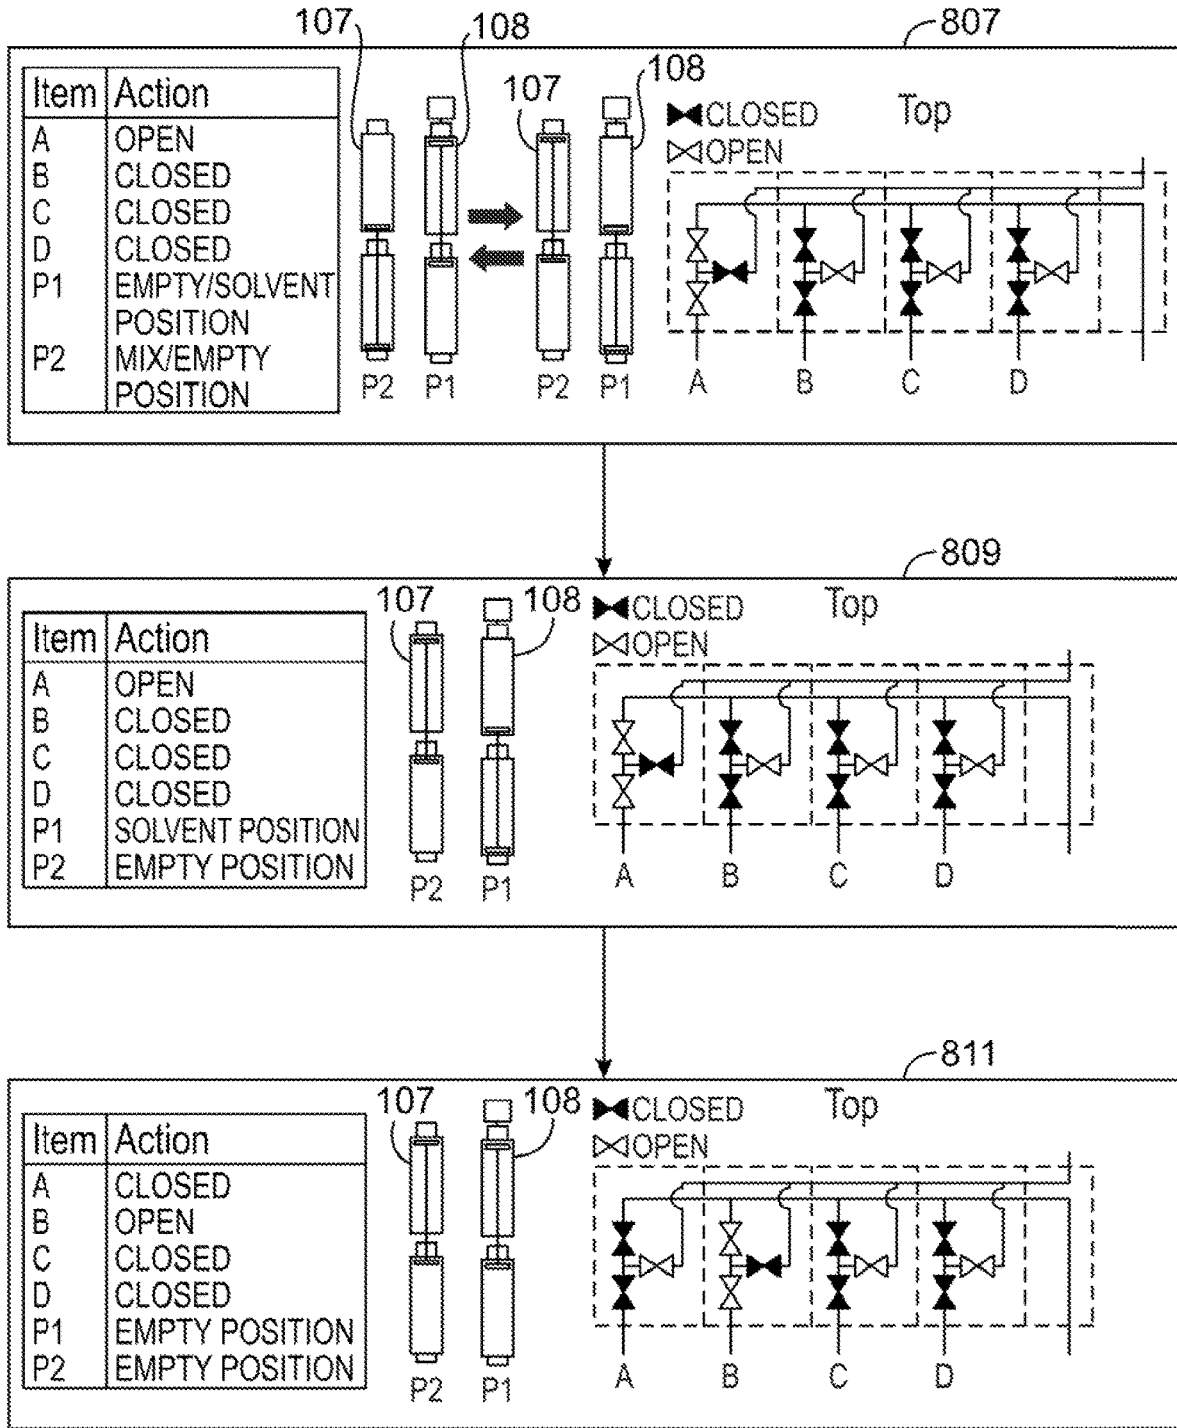 107
108
807
Item Action
A OPEN
B CLOSED
C CLOSED
D CLOSED
P1 EMPTY/SOLVENT
POSITION
P2 MIX/EMPTY
POSITION
P2
P1
107
108
P2
P1
CLOSED
OPEN
Top
A
B
C
D
809
Item Action
A OPEN
B CLOSED
C CLOSED
D CLOSED
P1 SOLVENT POSITION
P2 EMPTY POSITION
107
108
P2
P1
CLOSED
OPEN
Top
A
B
C
D
811
Item Action
A CLOSED
B OPEN
C CLOSED
D CLOSED
P1 EMPTY POSITION
P2 EMPTY POSITION
107
108
P2
P1
CLOSED
OPEN
Top
A
B
C
D